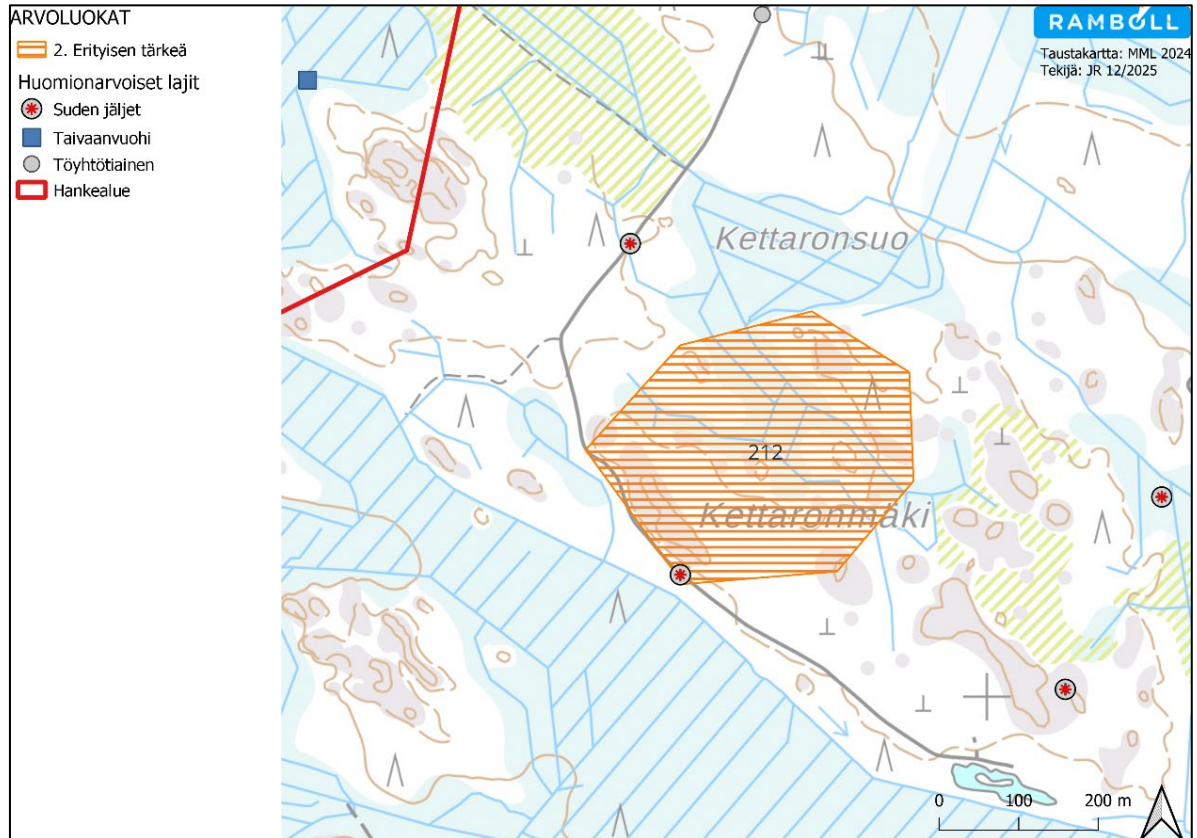 ARVOLUOKAT
2. Erityisen tärkeä
Huomionarvoiset lajit
Suden jäljet
Taivaanvuohi
Töyhtötiainen
Hankealue
RAMBOLL
Taustakartta: MML 2024
Tekijä: JR 12/2025
Kettaronsuo
212
Kettaronmäki
0 100 200 m